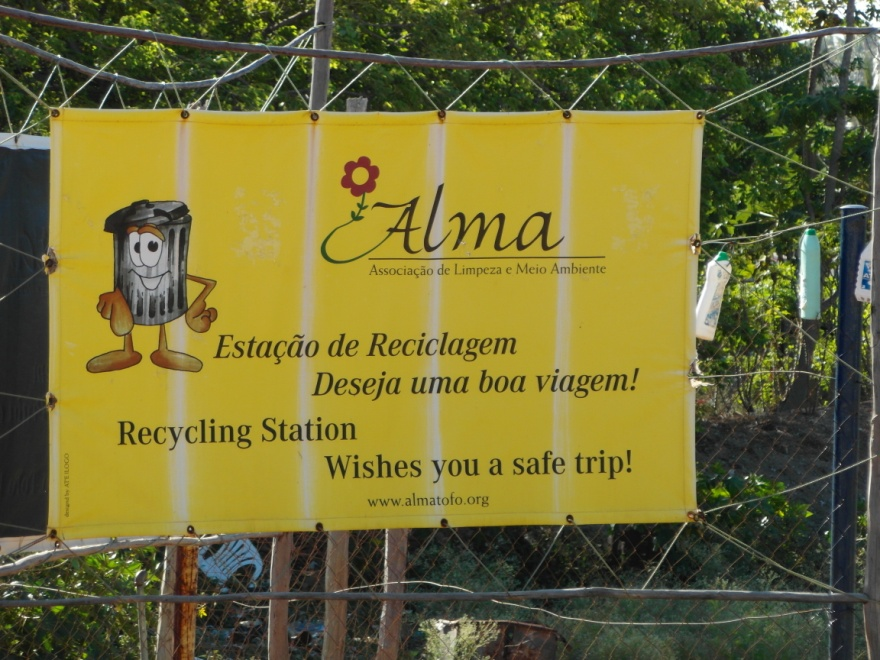 Alma
Associação de Limpeza e Meio Ambiente
Estação de Reciclagem
Deseja uma boa viagem!
Recycling Station
Wishes you a safe trip!
www.almatofo.org